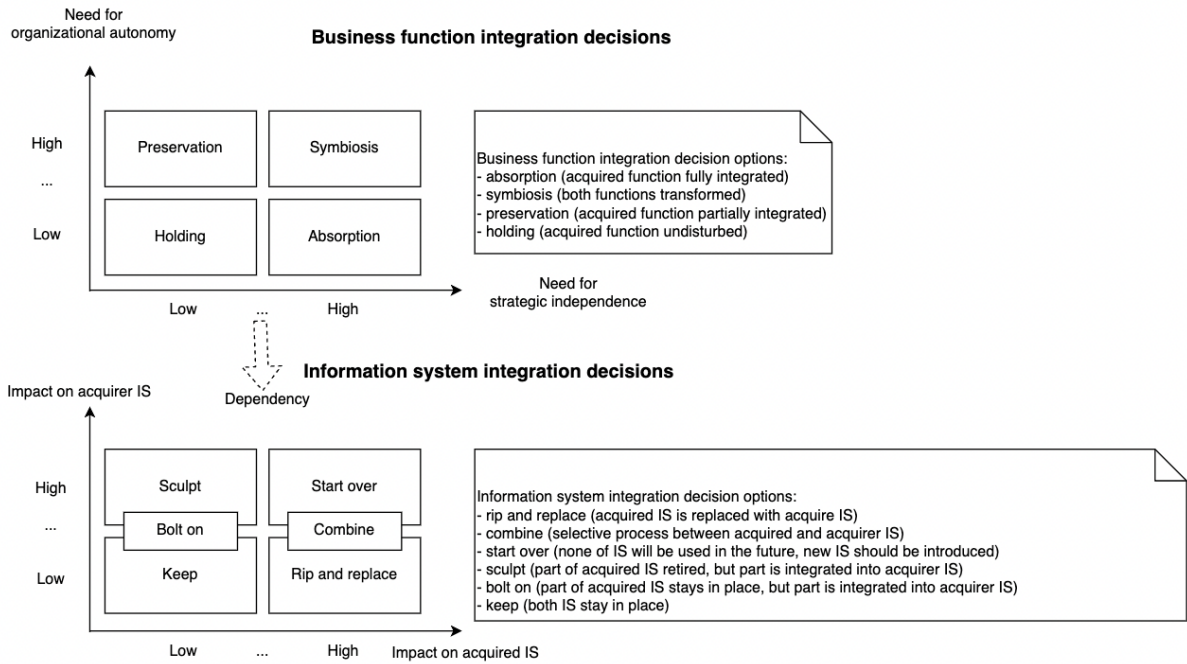 Need for
organizational autonomy
Business function integration decisions
High
...
Low
Preservation
Symbiosis
Holding
Absorption
Business function integration decision options:
- absorption (acquired function fully integrated)
- symbiosis (both functions transformed)
- preservation (acquired function partially integrated)
- holding (acquired function undisturbed)
Low
...
High
Need for
strategic independence
Dependency
Information system integration decisions
Impact on acquirer IS
High
...
Low
Sculpt
Start over
Bolt on
Combine
Keep
Rip and replace
Information system integration decision options:
- rip and replace (acquired IS is replaced with acquire IS)
- combine (selective process between acquired and acquirer IS)
- start over (none of IS will be used in the future, new IS should be introduced)
- sculpt (part of acquired IS retired, but part is integrated into acquirer IS)
- bolt on (part of acquired IS stays in place, but part is integrated into acquirer IS)
- keep (both IS stay in place)
Low
...
High
Impact on acquired IS